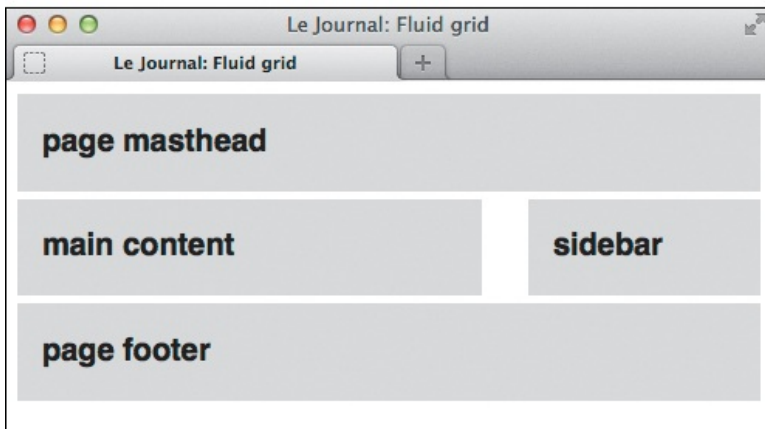 Le Journal: Fluid grid
Le Journal: Fluid grid
page masthead
main content
sidebar
page footer